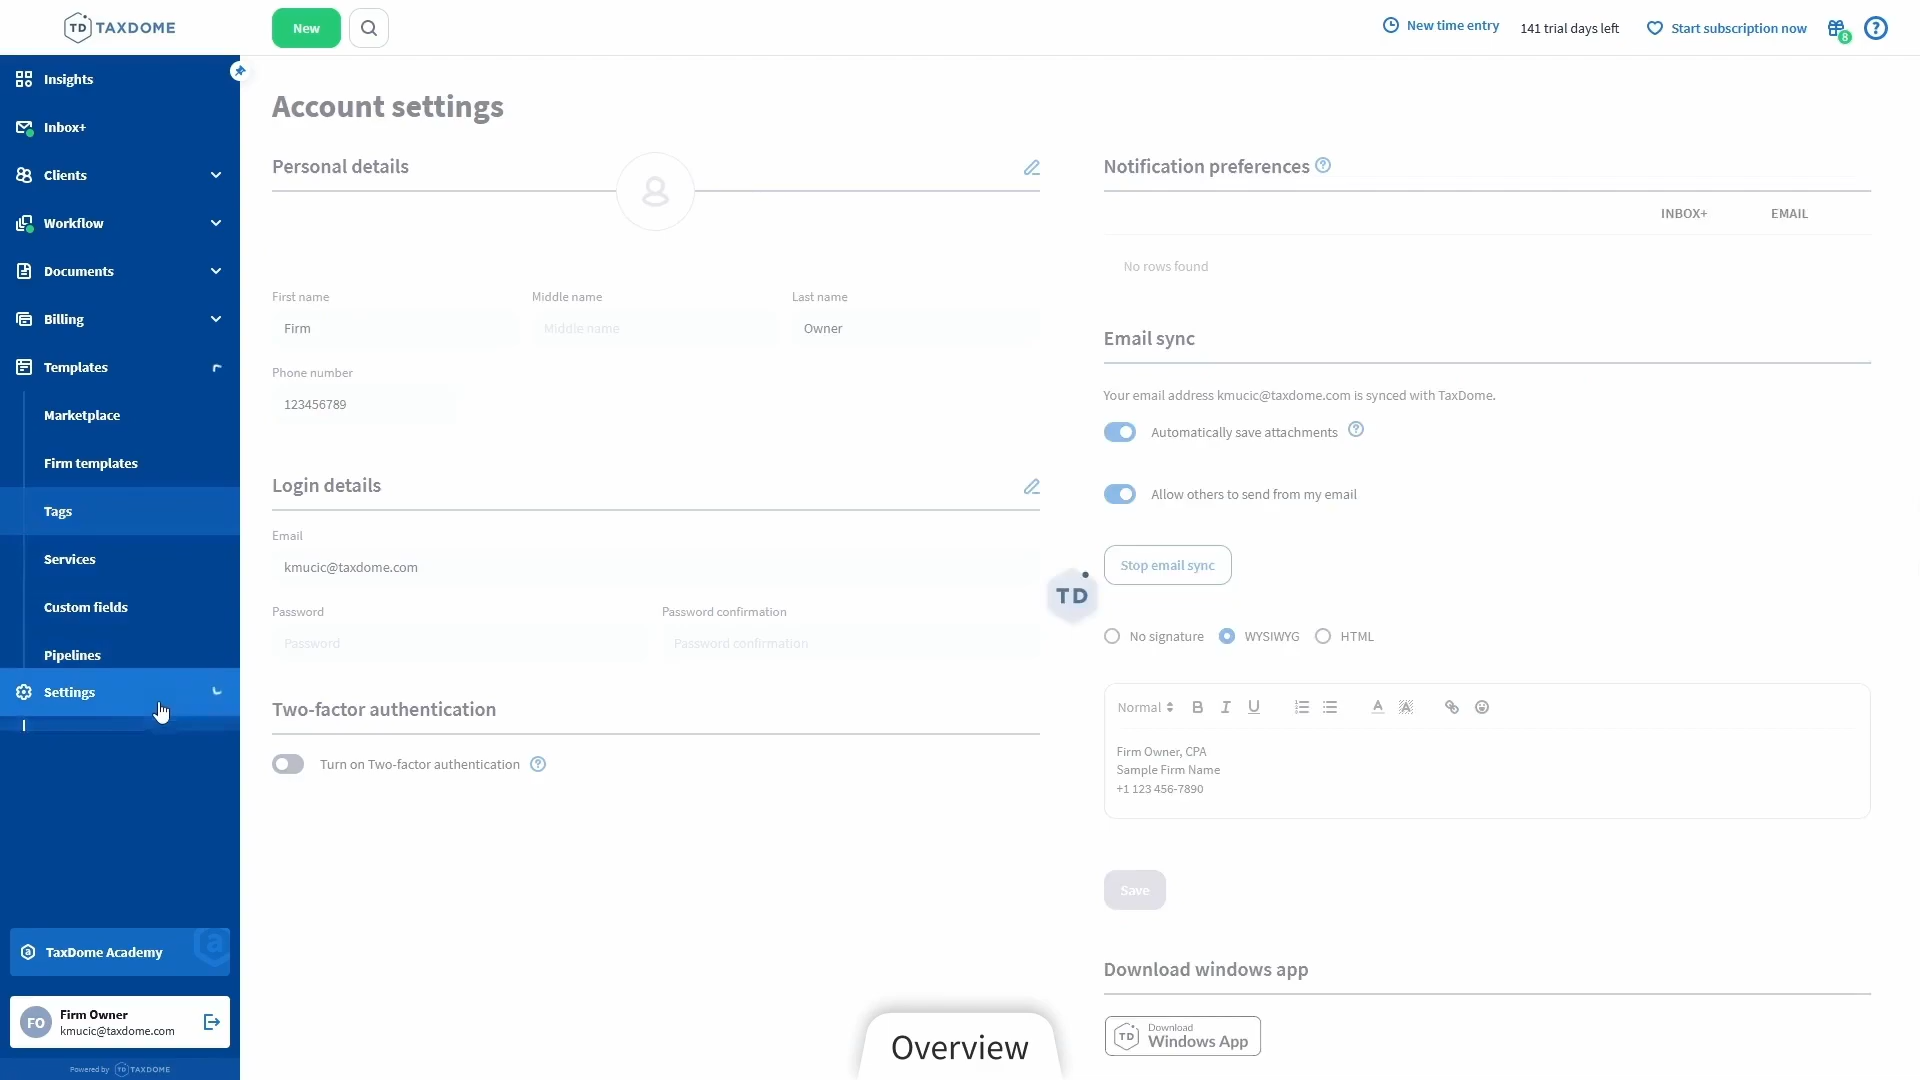 TD TAXDOME
New
New time entry
141 trial days left
Start subscription now
8
?
Insights
Inbox+
Clients
Workflow
Documents
Billing
Templates
Marketplace
Firm templates
Tags
Services
Custom fields
Pipelines
Settings
TaxDome Academy
FO
Firm Owner
kmucic@taxdome.com
Powered by TD TAXDOME
Account settings
Personal details
First name
Middle name
Last name
Firm
Middle name
Owner
Phone number
123456789
Login details
Email
kmucic@taxdome.com
Password
Password confirmation
Password
Password confirmation
Two-factor authentication
Turn on Two-factor authentication ?
TD
Notification preferences ?
INBOX+
EMAIL
No rows found
Email sync
Your email address kmucic@taxdome.com is synced with TaxDome.
Automatically save attachments ?
Allow others to send from my email
Stop email sync
No signature
WYSIWYG
HTML
Normal B I U A A
Firm Owner, CPA
Sample Firm Name
+1 123 456-7890
Save
Download windows app
TD
Download
Windows App
Overview